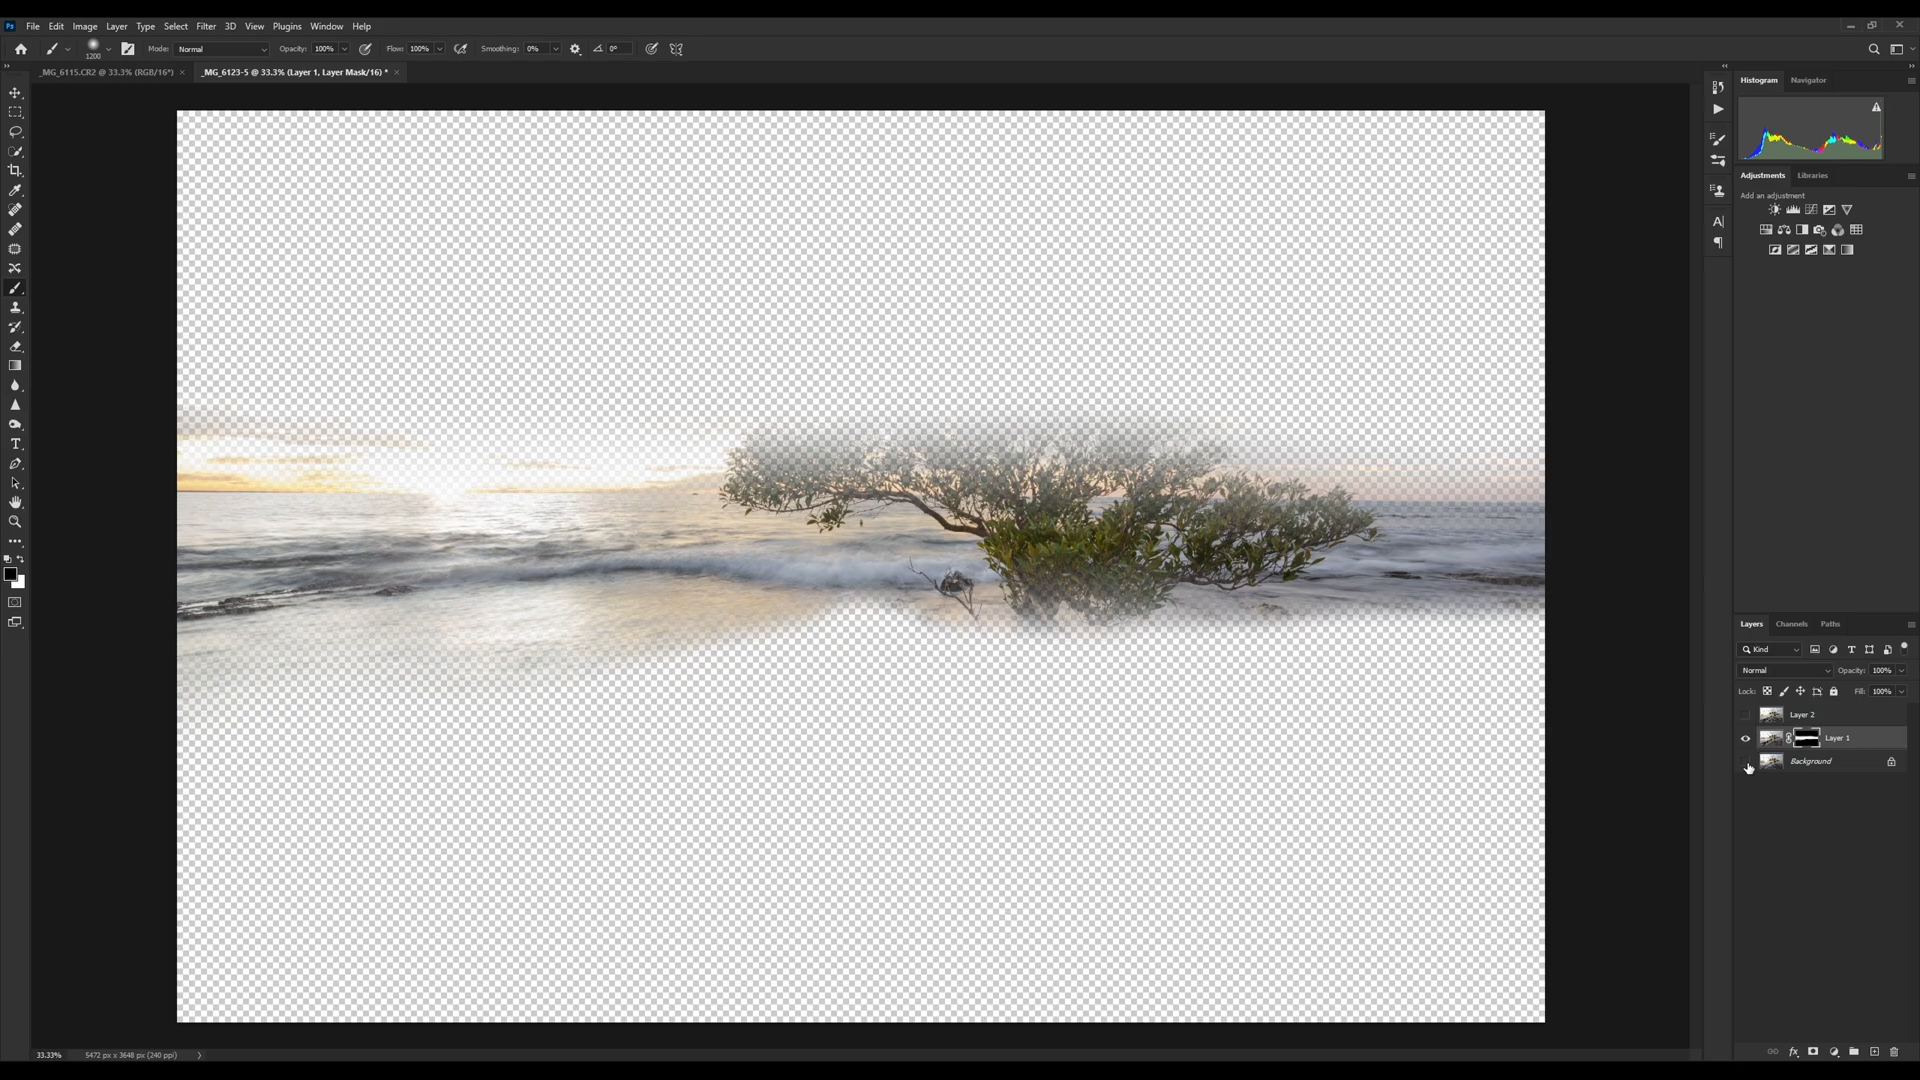 Ps File Edit Image Layer Type Select Filter 3D View Plugins Window Help
1200 Mode: Normal Opacity: 100% Flow: 100% Smoothing: 0% 0°
_MG_6115.CR2 @ 33.3% (RGB/16*) × _MG_6123-5 @ 33.3% (Layer 1, Layer Mask/16) * ×
Histogram Navigator
Adjustments Libraries
Add an adjustment
Layers Channels Paths
Kind
Normal Opacity: 100%
Lock: Fill: 100%
Layer 2
Layer 1
Background
33.33% 5472 px x 3648 px (240 ppi)